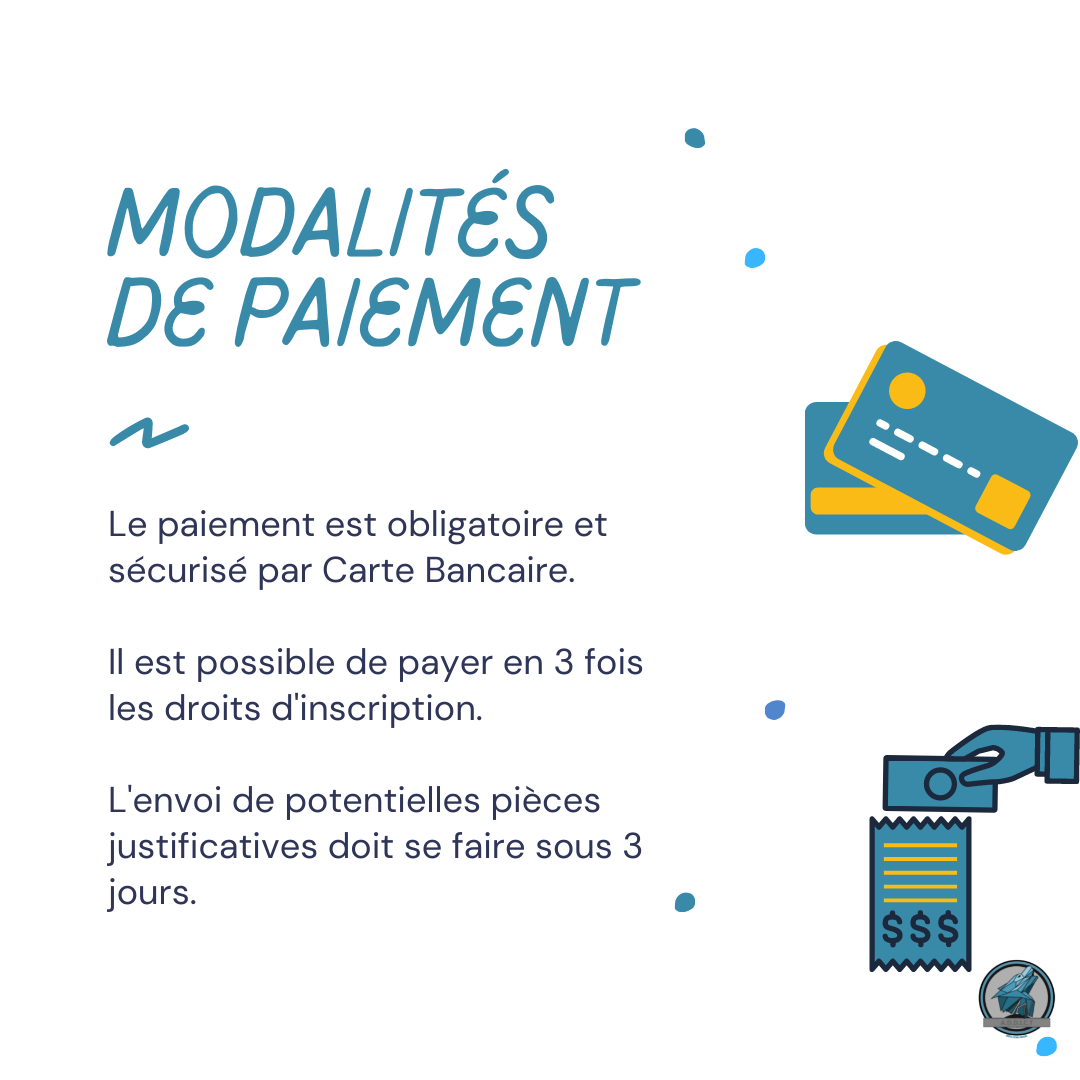 MODALITÉS
DE PAIEMENT
Le paiement est obligatoire et
sécurisé par Carte Bancaire.
Il est possible de payer en 3 fois
les droits d'inscription.
L'envoi de potentielles pièces
justificatives doit se faire sous 3
jours.
$$$